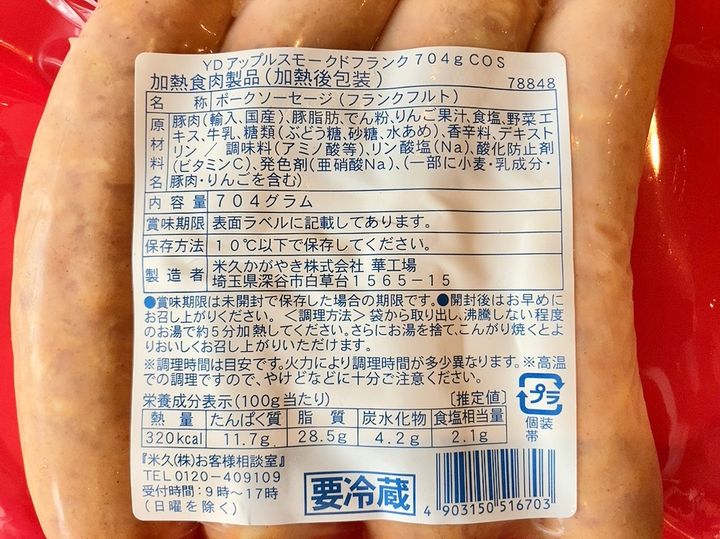 YDアップルスモークドフランク704g COS
加熱食肉製品(加熱後包装) 78848
名称 ポークソーセージ(フランクフルト)
原材料名 豚肉(輸入、国産)、豚脂肪、でん粉、りんご果汁、食塩、野菜エ
キス、牛乳、糖類(ぶどう糖、砂糖、水あめ)、香辛料、デキスト
リン/調味料(アミノ酸等)、リン酸塩(Na)、酸化防止剤
(ビタミンC)、発色剤(亜硝酸Na)、(一部に小麦・乳成分・
豚肉・りんごを含む)
内容量 704グラム
賞味期限 表面ラベルに記載してあります。
保存方法 10℃以下で保存してください。
製造者 米久かがやき株式会社 華工場
埼玉県深谷市白草台1565-15
●賞味期限は未開封で保存した場合の期限です。●開封後はお早めに
お召し上がりください。<調理方法>袋から取り出し、沸騰しない程度
のお湯で約5分加熱してください。さらにお湯を捨て、こんがり焼くとよ
りおいしくお召し上がりいただけます。
※調理時間は目安です。火力により調理時間が多少異なります。※高温
での調理ですので、やけどなどに十分ご注意ください。
栄養成分表示(100g当たり) [推定値]
熱量 たんぱく質 脂質 炭水化物 食塩相当量
320kcal 11.7g 28.5g 4.2g 2.1g
プラ
個装
帯
『米久(株)お客様相談室』
TEL0120-409109
受付時間:9時~17時
(日曜を除く)
要冷蔵
4 903150 516703